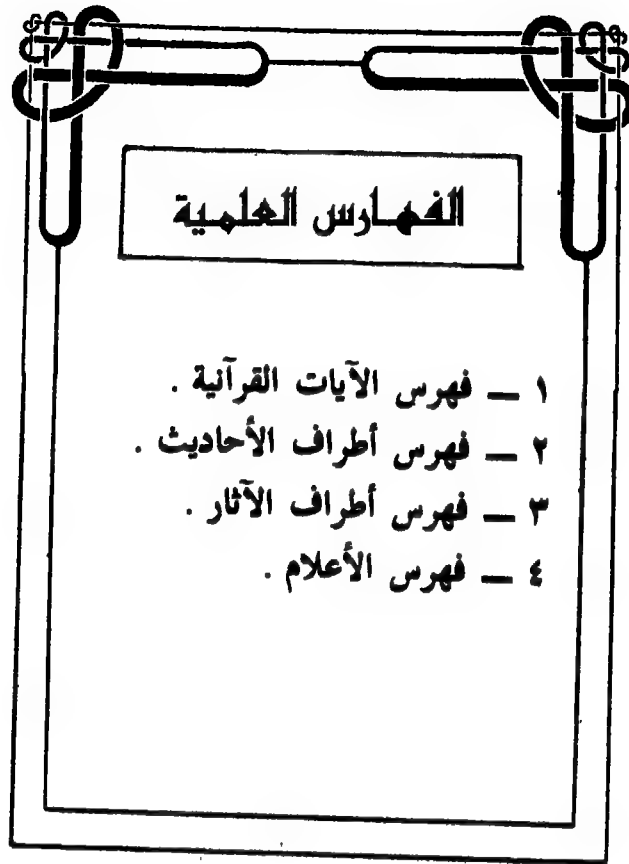 الفهارس العلمية
١ ــ فهرس الآيات القرآنية .
٢ ــ فهرس أطراف الأحاديث .
٣ ــ فهرس أطراف الآثار .
٤ ــ فهرس الأعلام .